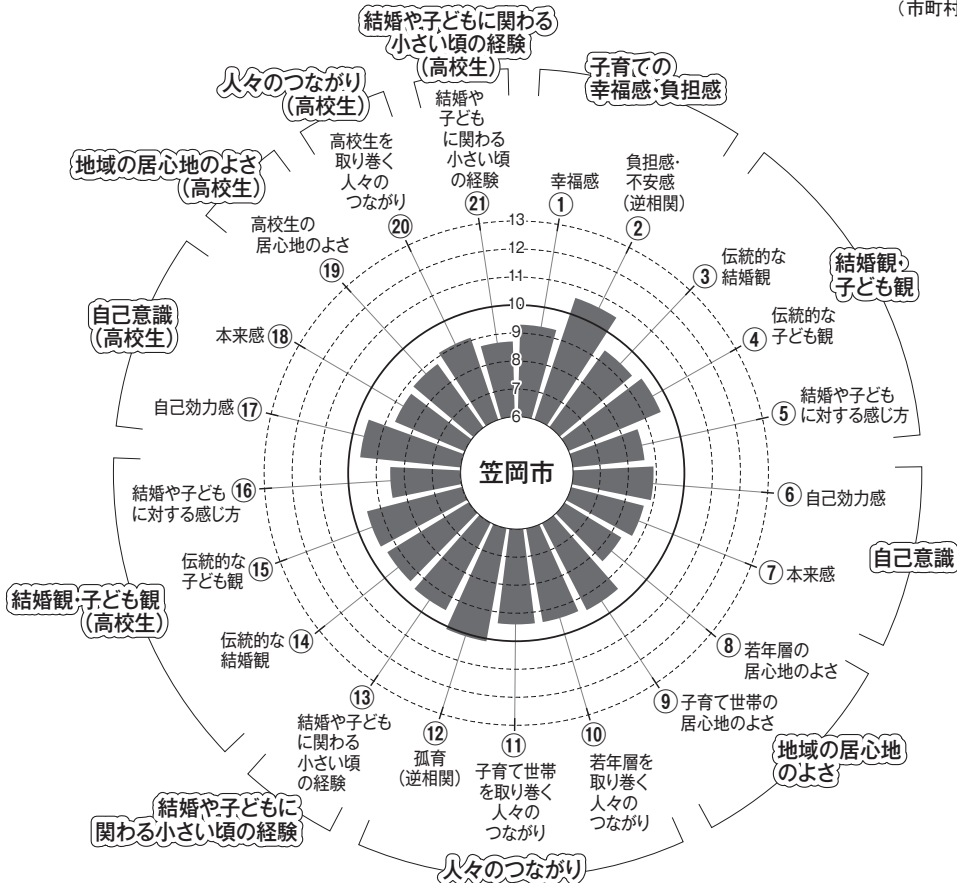 (市町村
結婚や子どもに関わる
小さい頃の経験
(高校生)
子育ての
幸福感・負担感
結婚観・
子ども観
自己意識
地域の居心地
のよさ
人々のつながり
結婚や子どもに
関わる小さい頃の経験
結婚観・子ども観
(高校生)
自己意識
(高校生)
地域の居心地のよさ
(高校生)
人々のつながり
(高校生)
幸福感
①
負担感・
不安感
(逆相関)
②
③ 伝統的な
結婚観
④ 伝統的な
子ども観
⑤ 結婚や子ども
に対する感じ方
⑥ 自己効力感
⑦ 本来感
⑧ 若年層の
居心地のよさ
⑨ 子育て世帯の
居心地のよさ
⑩
若年層を
取り巻く
人々の
つながり
⑪
子育て世帯
を取り巻く
人々の
つながり
⑫
孤育
(逆相関)
⑬
結婚や子ども
に関わる
小さい頃
の経験
伝統的な ⑭
結婚観
伝統的な ⑮
子ども観
結婚や子ども ⑯
に対する感じ方
自己効力感 ⑰
本来感 ⑱
高校生の
居心地のよさ
⑲
高校生を
取り巻く
人々の
つながり
⑳
結婚や
子ども
に関わる
小さい頃
の経験
㉑
13
12
11
10
9
8
7
6
笠岡市